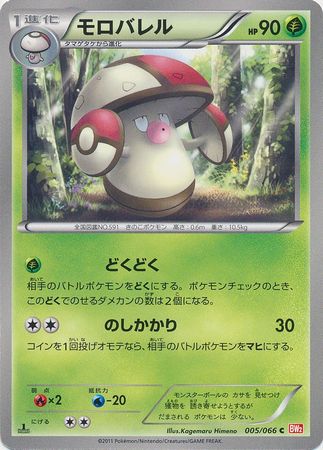 1進化
モロバレル
HP90
タマゲタケから進化
全国図鑑NO.591 きのこポケモン 高さ：0.6m 重さ：10.5kg
どくどく
相手のバトルポケモンをどくにする。ポケモンチェックのとき、
このどくでのせるダメカンの数は2個になる。
のしかかり 30
コインを1回投げオモテなら、相手のバトルポケモンをマヒにする。
弱点 抵抗力
×2 -20
にげる
モンスターボールの カサを 見せつけて
獲物を 誘き寄せようとするが
だまされる ポケモンは 少ない。
Illus.Kagemaru Himeno
005/066 C BW2
©2011 Pokémon/Nintendo/Creatures/GAME FREAK.